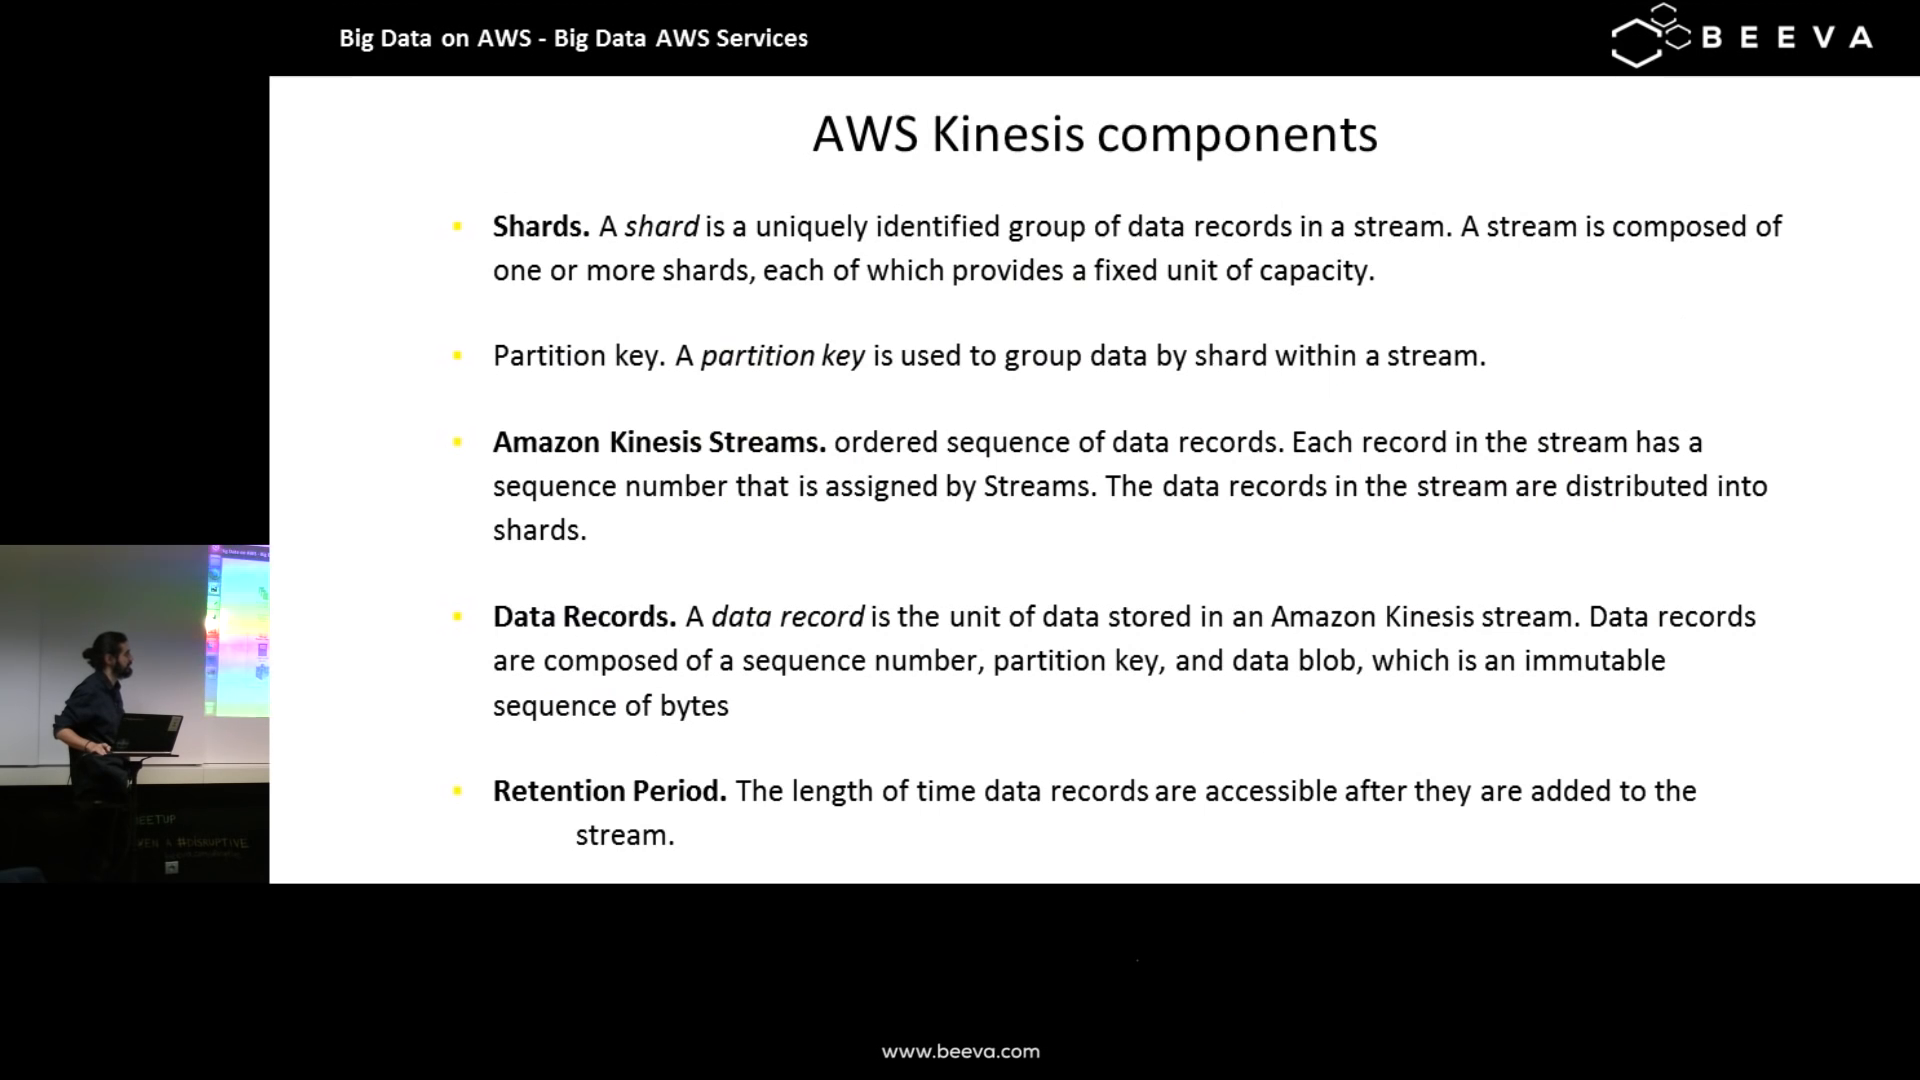 Big Data on AWS - Big Data AWS Services
BEEVA
AWS Kinesis components
Shards. A shard is a uniquely identified group of data records in a stream. A stream is composed of
one or more shards, each of which provides a fixed unit of capacity.
Partition key. A partition key is used to group data by shard within a stream.
Amazon Kinesis Streams. ordered sequence of data records. Each record in the stream has a
sequence number that is assigned by Streams. The data records in the stream are distributed into
shards.
Data Records. A data record is the unit of data stored in an Amazon Kinesis stream. Data records
are composed of a sequence number, partition key, and data blob, which is an immutable
sequence of bytes
Retention Period. The length of time data records are accessible after they are added to the
stream.
#DISRUPTIVE
www.beeva.com